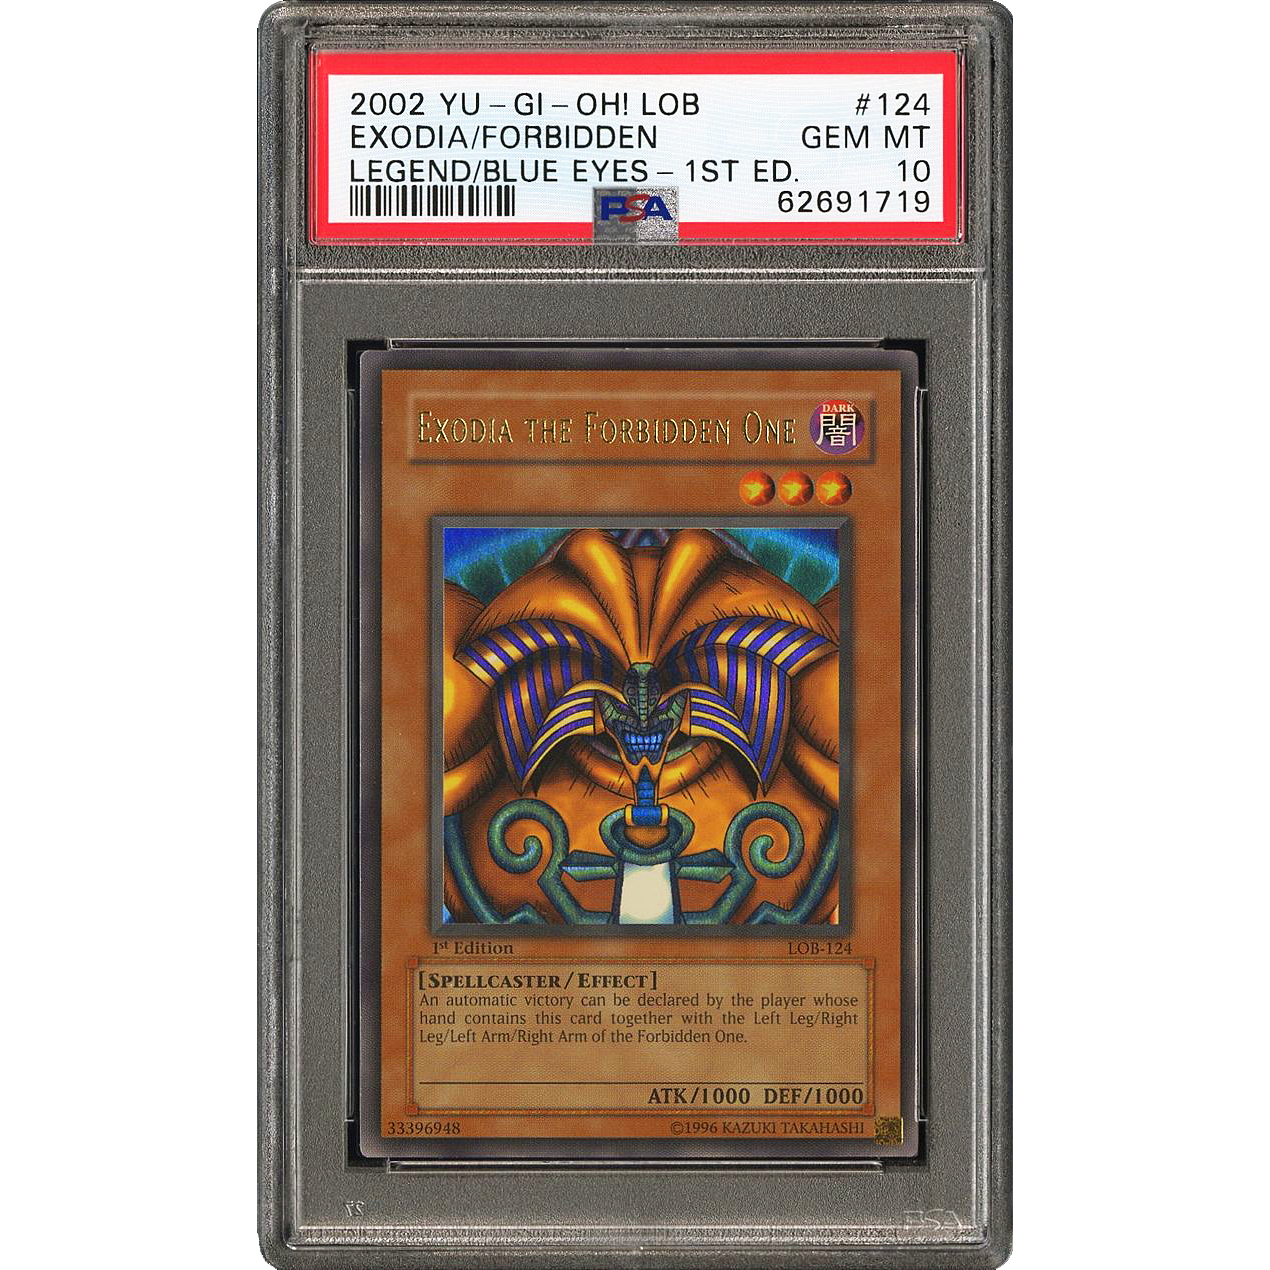 2002 YU-GI-OH! LOB #124
EXODIA/FORBIDDEN GEM MT
LEGEND/BLUE EYES-1ST ED. 10
PSA 62691719
EXODIA THE FORBIDDEN ONE
DARK
闇
1st Edition LOB-124
[SPELLCASTER/EFFECT]
An automatic victory can be declared by the player whose
hand contains this card together with the Left Leg/Right
Leg/Left Arm/Right Arm of the Forbidden One.
ATK/1000 DEF/1000
33396948 ©1996 KAZUKI TAKAHASHI
PSA